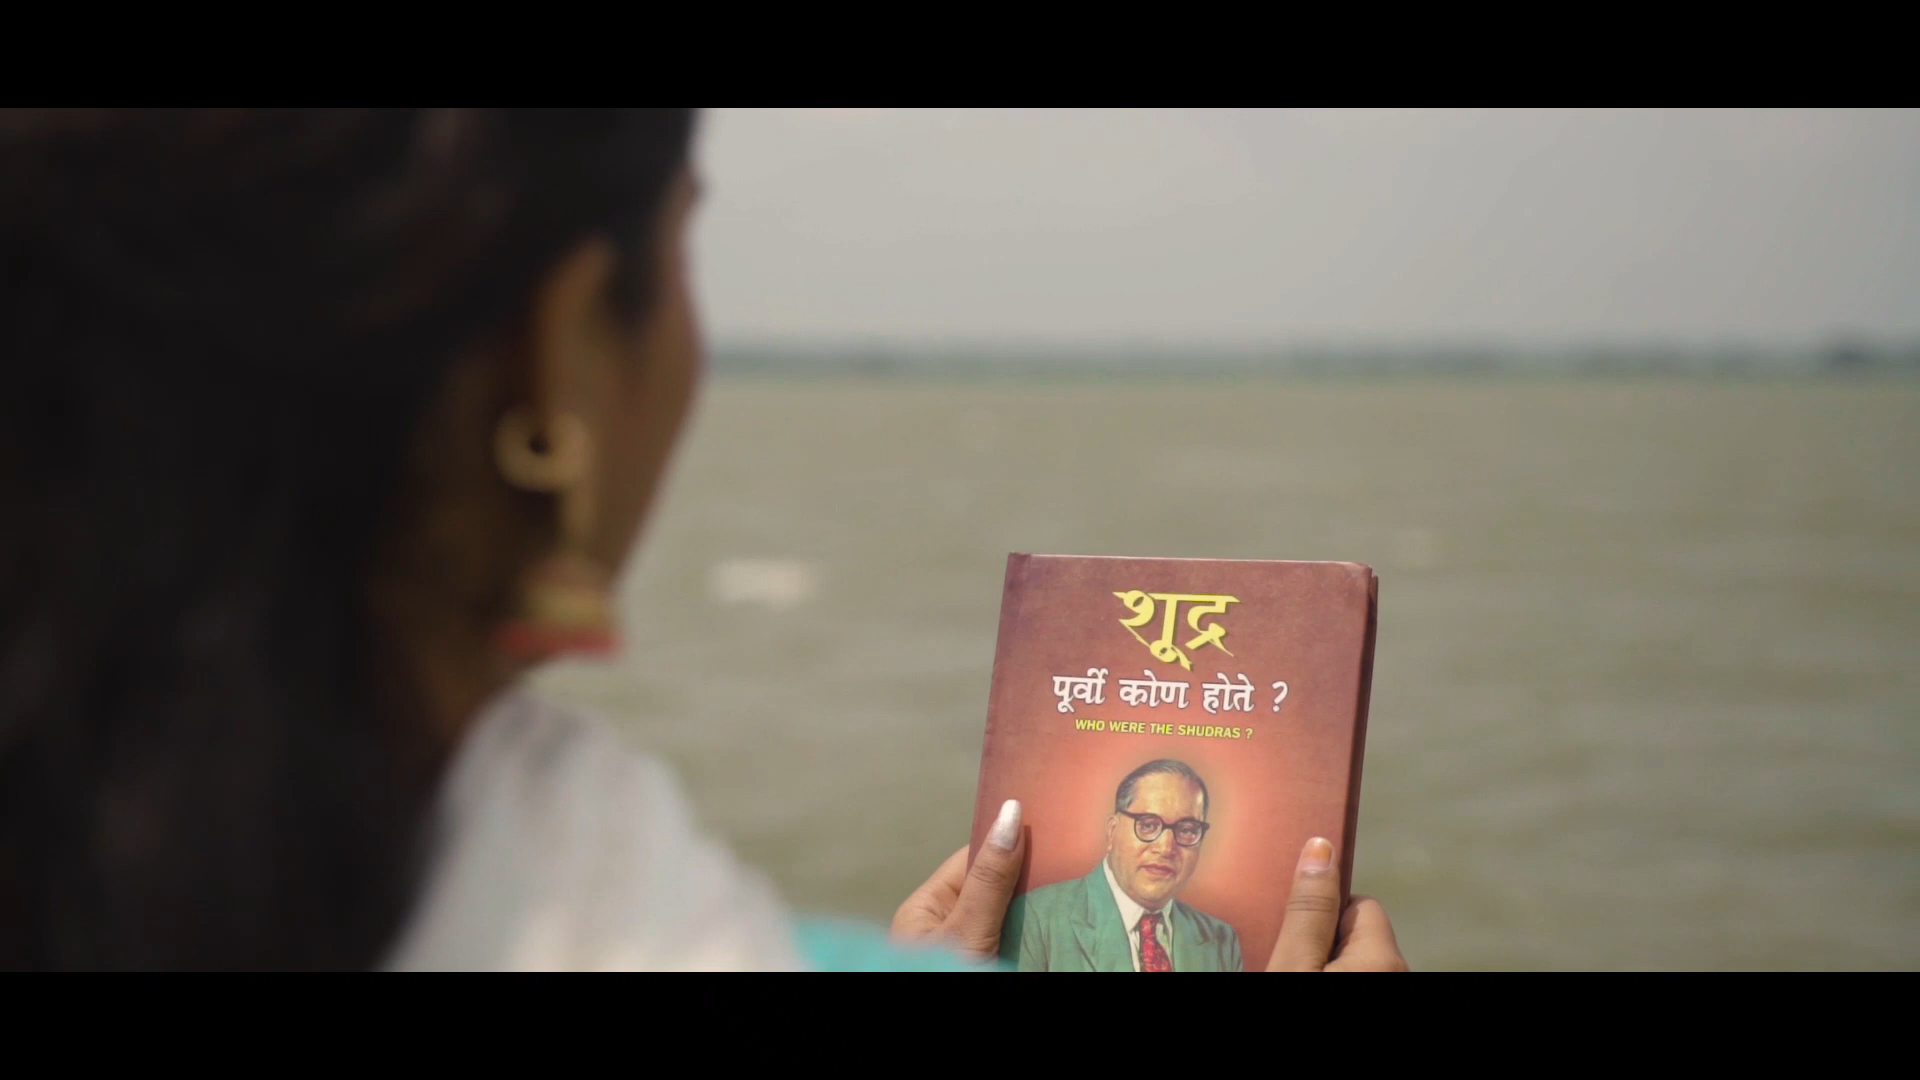 शूद्र
पूर्वी कोण होते ?
WHO WERE THE SHUDRAS ?